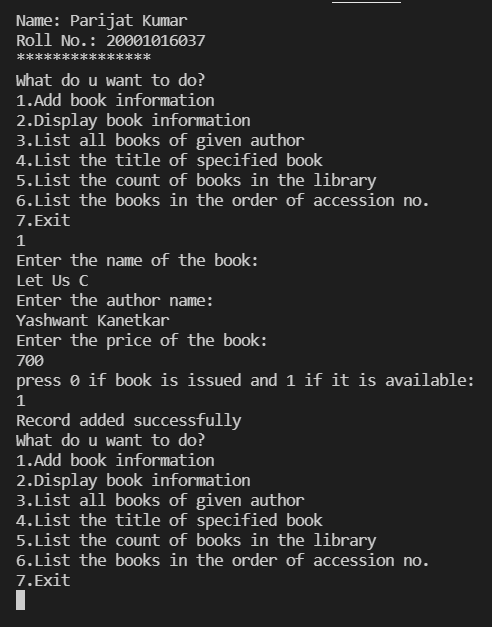 Name: Parijat Kumar
Roll No.: 20001016037
***************
What do u want to do?
1.Add book information
2.Display book information
3.List all books of given author
4.List the title of specified book
5.List the count of books in the library
6.List the books in the order of accession no.
7.Exit
1
Enter the name of the book:
Let Us C
Enter the author name:
Yashwant Kanetkar
Enter the price of the book:
700
press 0 if book is issued and 1 if it is available:
1
Record added successfully
What do u want to do?
1.Add book information
2.Display book information
3.List all books of given author
4.List the title of specified book
5.List the count of books in the library
6.List the books in the order of accession no.
7.Exit